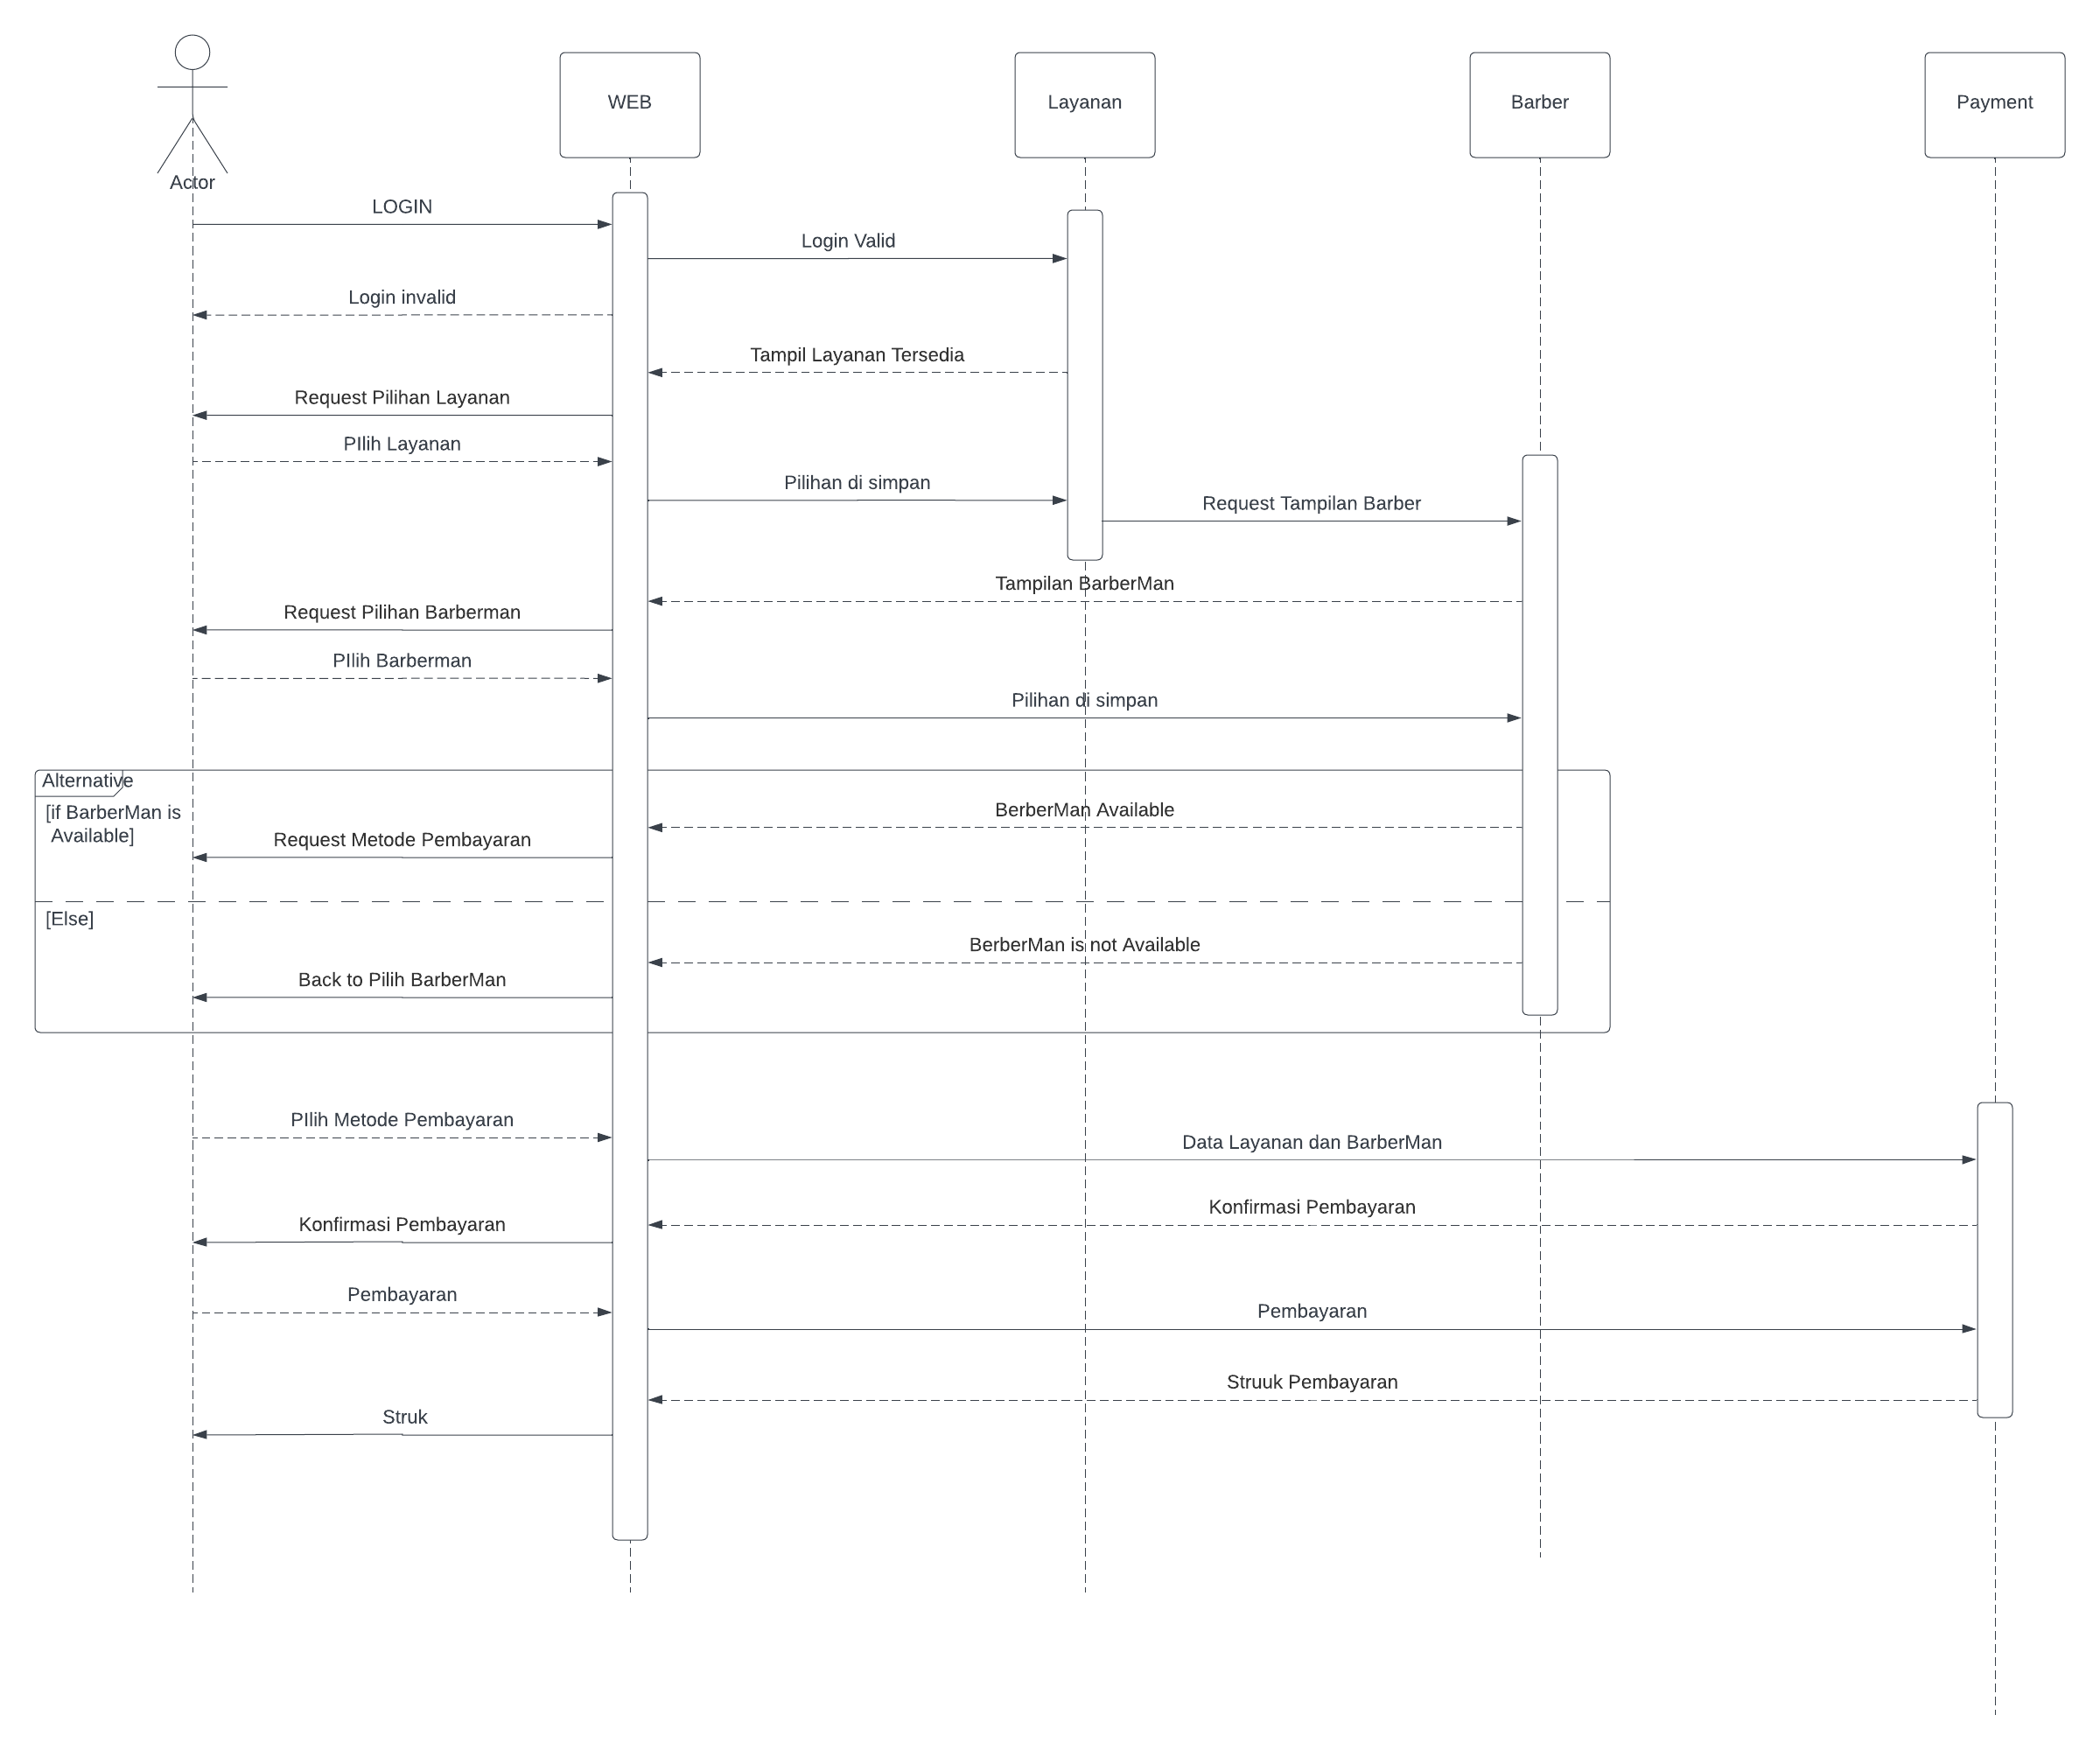 Actor
WEB
Layanan
Barber
Payment
LOGIN
Login Valid
Login invalid
Tampil Layanan Tersedia
Request Pilihan Layanan
PIlih Layanan
Pilihan di simpan
Request Tampilan Barber
Tampilan BarberMan
Request Pilihan Barberman
PIlih Barberman
Pilihan di simpan
Alternative
[if BarberMan is
Available]
BerberMan Available
Request Metode Pembayaran
[Else]
BerberMan is not Available
Back to Pilih BarberMan
PIlih Metode Pembayaran
Data Layanan dan BarberMan
Konfirmasi Pembayaran
Konfirmasi Pembayaran
Pembayaran
Pembayaran
Struuk Pembayaran
Struk